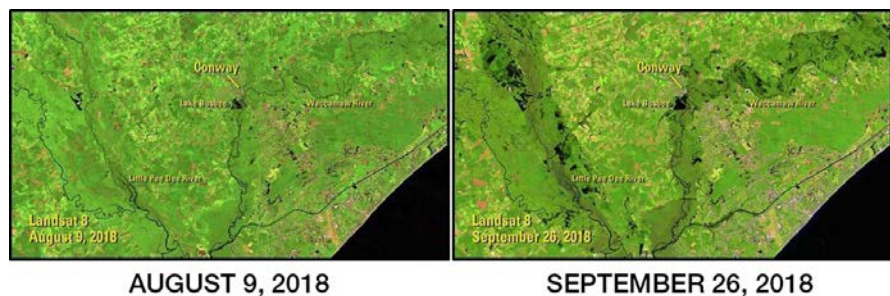 Conway
Lake Busbee
Waccamaw River
Little Pee Dee River
Landsat 8
August 9, 2018
Conway
Lake Busbee
Waccamaw River
Little Pee Dee River
Landsat 8
September 26, 2018
AUGUST 9, 2018
SEPTEMBER 26, 2018